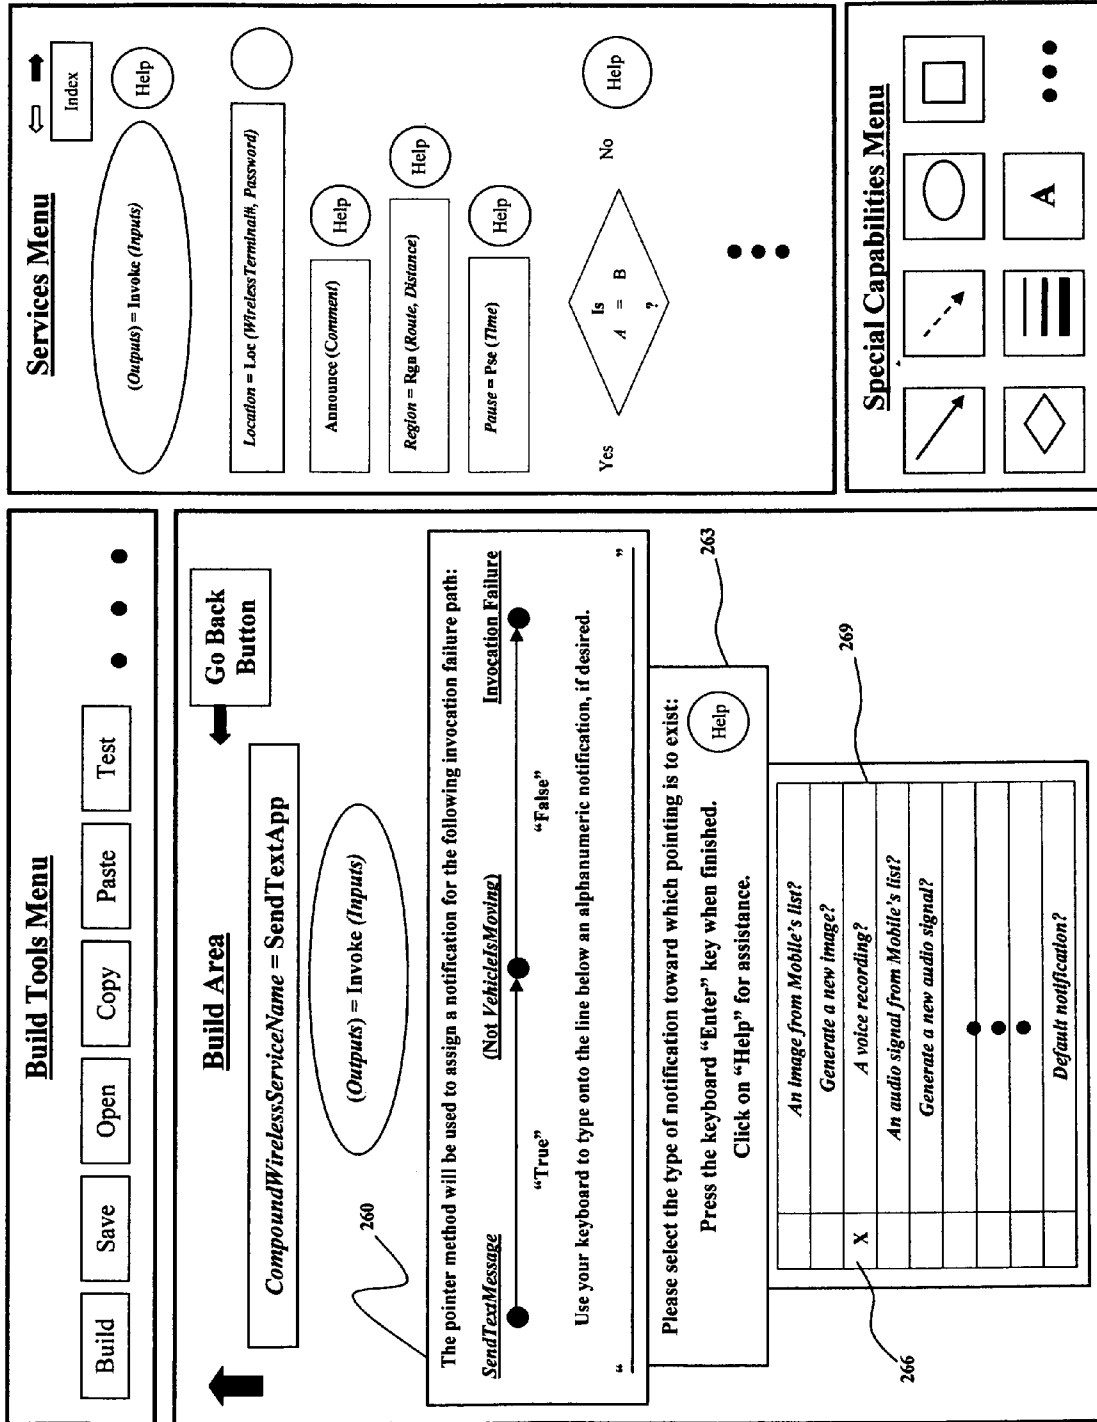 Build Tools Menu
Build
Save
Open
Copy
Paste
Test
Build Area
Go Back
Button
CompoundWirelessServiceName = SendTextApp
(Outputs) = Invoke (Inputs)
260
The pointer method will be used to assign a notification for the following invocation failure path:
SendTextMessage
(Not VehicleIsMoving)
Invocation Failure
“True”
“False”
Use your keyboard to type onto the line below an alphanumeric notification, if desired.
“ ”
263
Please select the type of notification toward which pointing is to exist:
Press the keyboard “Enter” key when finished.
Click on “Help” for assistance.
Help
An image from Mobile’s list?
Generate a new image?
X A voice recording?
An audio signal from Mobile’s list?
Generate a new audio signal?
Default notification?
266
269
Services Menu
Index
(Outputs) = Invoke (Inputs)
Help
Location = Loc (WirelessTerminal#, Password)
Announce (Comment)
Help
Region = Rgn (Route, Distance)
Help
Pause = Pse (Time)
Help
Yes
Is
A = B
?
No
Help
Special Capabilities Menu
A